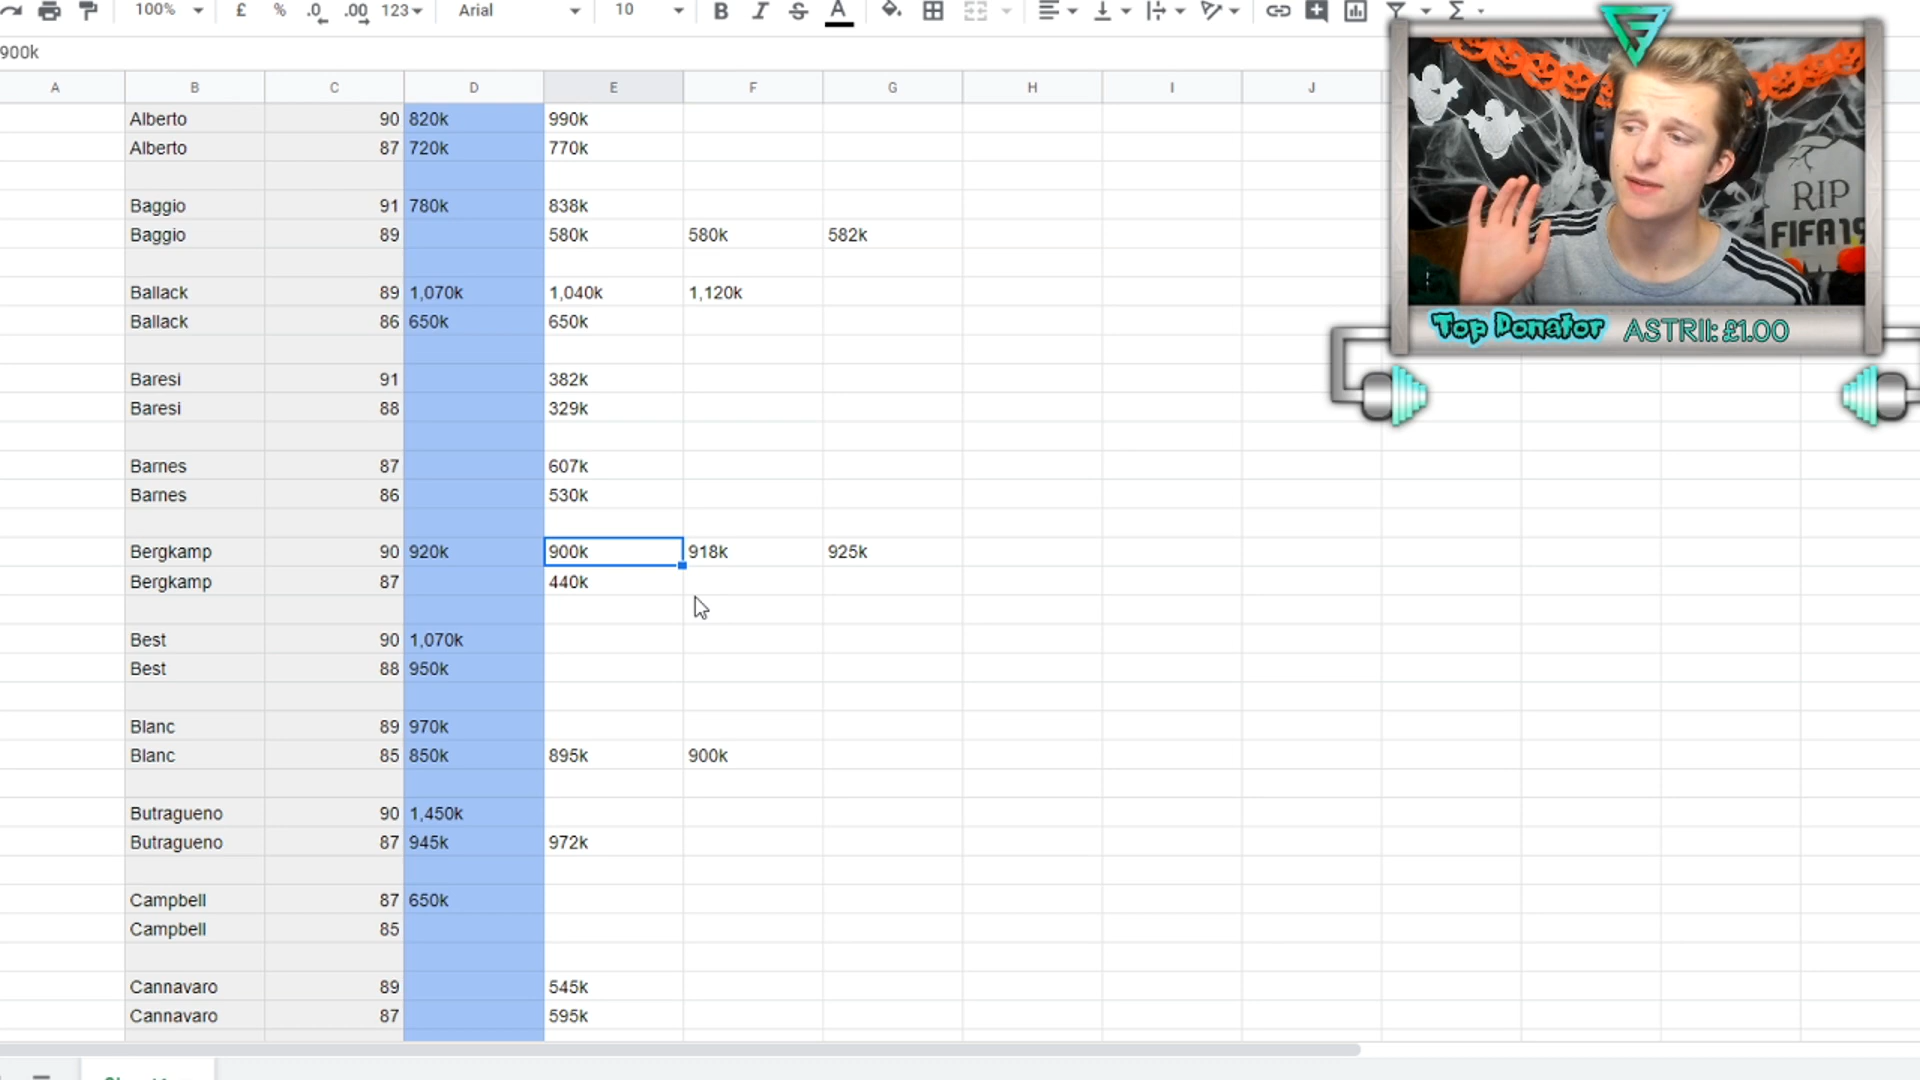 100% £ % .0 .00 123 Arial 10 B I S A Σ
900k
A B C D E F G H I J
Alberto 90 820k 990k
Alberto 87 720k 770k
Baggio 91 780k 838k
Baggio 89 580k 580k 582k
Ballack 89 1,070k 1,040k 1,120k
Ballack 86 650k 650k
Baresi 91 382k
Baresi 88 329k
Barnes 87 607k
Barnes 86 530k
Bergkamp 90 920k 900k 918k 925k
Bergkamp 87 440k
Best 90 1,070k
Best 88 950k
Blanc 89 970k
Blanc 85 850k 895k 900k
Butragueno 90 1,450k
Butragueno 87 945k 972k
Campbell 87 650k
Campbell 85
Cannavaro 89 545k
Cannavaro 87 595k
RIP
FIFA19
Top Donator ASTRII: £1.00